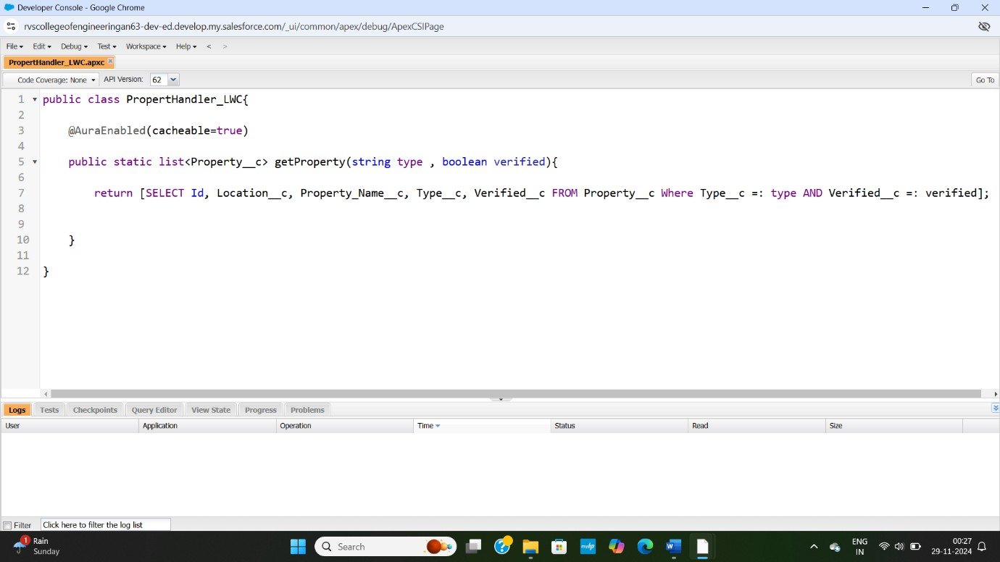 Developer Console - Google Chrome
rvscollegeofengineeringan63-dev-ed.develop.my.salesforce.com/_ui/common/apex/debug/ApexCSIPage
File Edit Debug Test Workspace Help < >
PropertHandler_LWC.apxc
Code Coverage: None API Version: 62 Go To
1 public class PropertHandler_LWC{
2
3 @AuraEnabled(cacheable=true)
4
5 public static list<Property__c> getProperty(string type , boolean verified){
6
7 return [SELECT Id, Location__c, Property_Name__c, Type__c, Verified__c FROM Property__c Where Type__c =: type AND Verified__c =: verified];
8
9
10 }
11
12 }
Logs Tests Checkpoints Query Editor View State Progress Problems
User Application Operation Time Status Read Size
Filter Click here to filter the log list
1 Rain
Sunday
Search
myhp
W
ENG
IN
00:27
29-11-2024